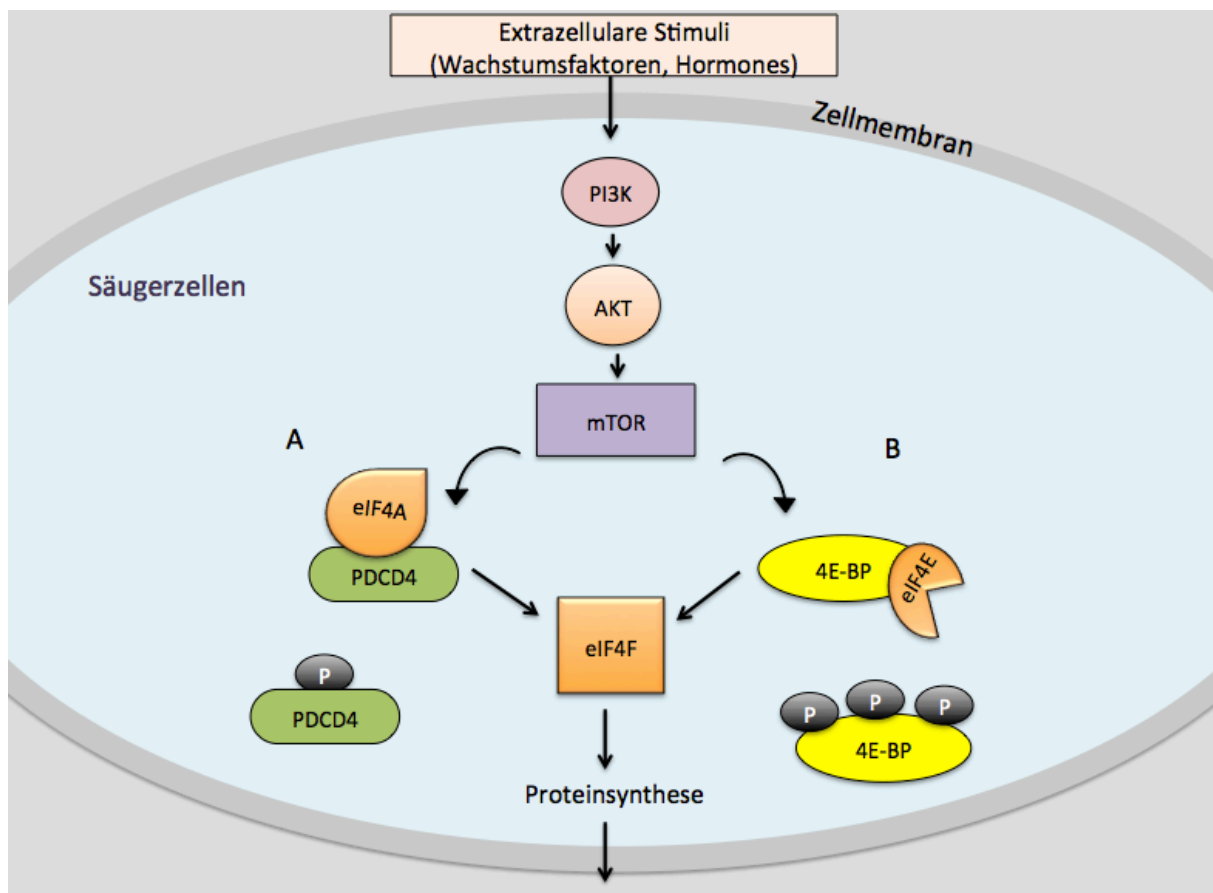 Extrazellulare Stimuli
(Wachstumsfaktoren, Hormones)
Zellmembran
PI3K
Säugerzellen
AKT
mTOR
A
B
eIF4A
PDCD4
4E-BP
eIF4E
eIF4F
P
PDCD4
P
P
P
4E-BP
Proteinsynthese